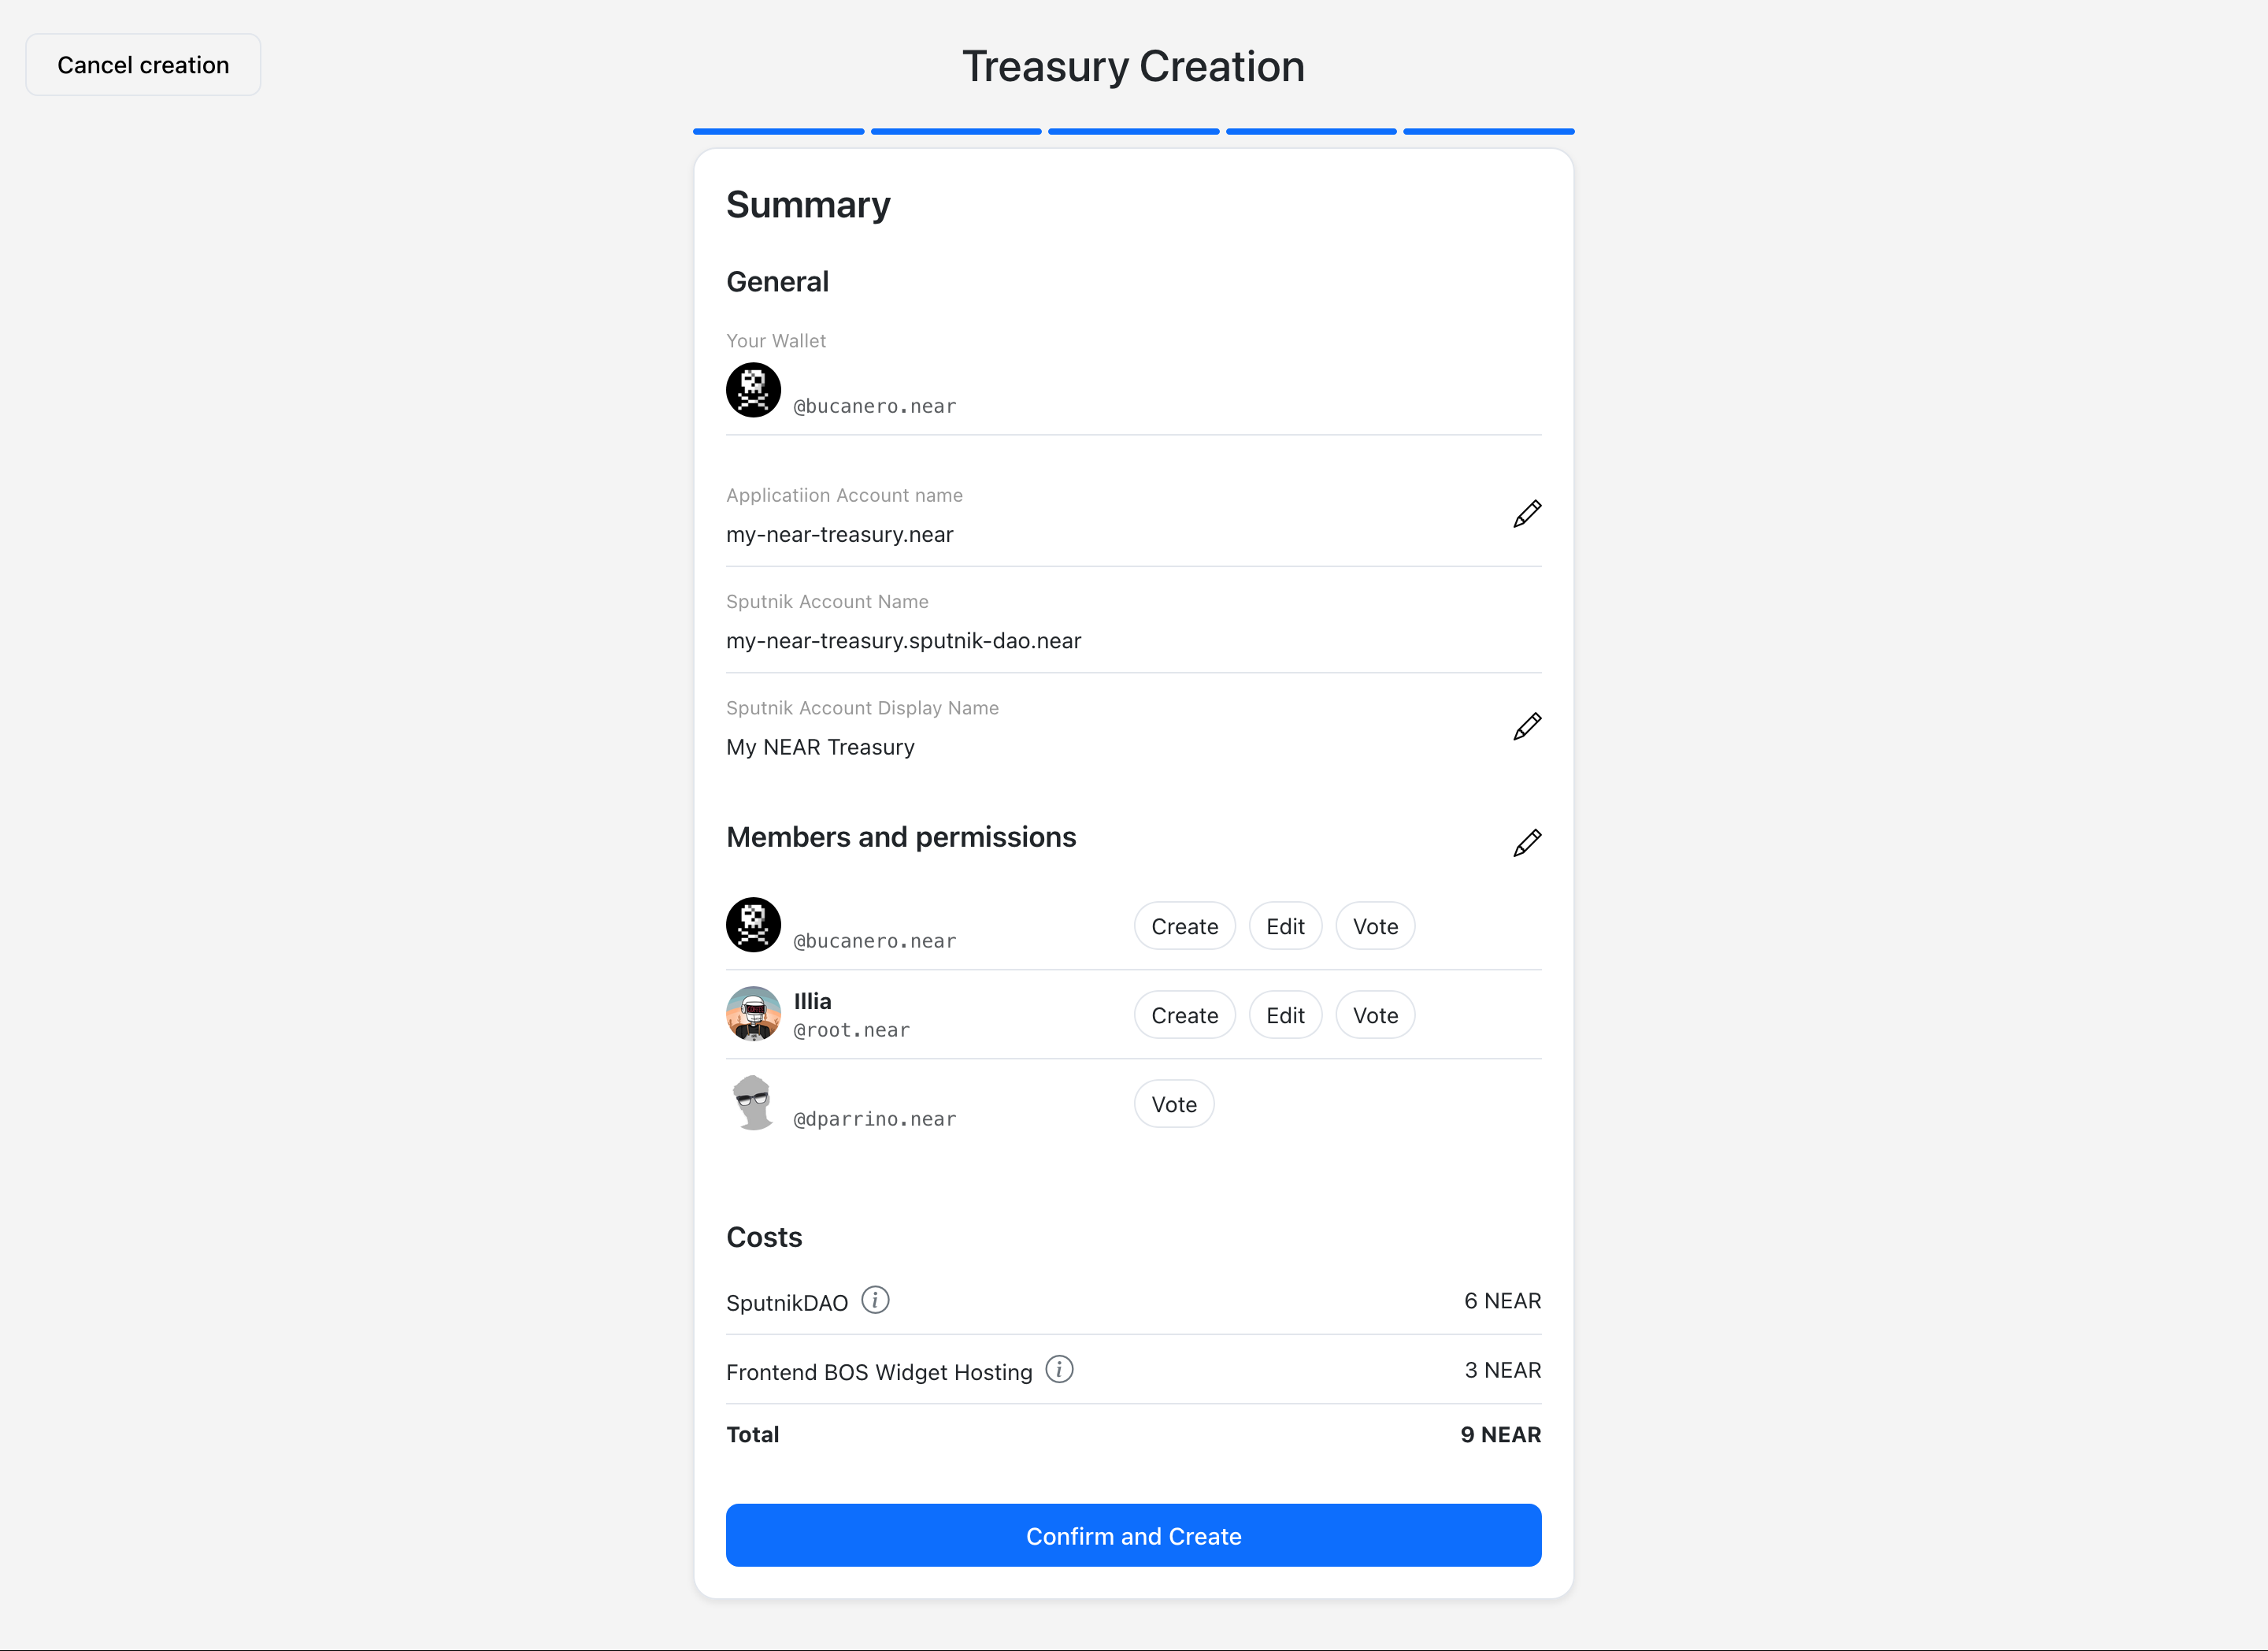 Cancel creation
Treasury Creation
Summary
General
Your Wallet
@bucanero.near
Applicatiion Account name
my-near-treasury.near
Sputnik Account Name
my-near-treasury.sputnik-dao.near
Sputnik Account Display Name
My NEAR Treasury
Members and permissions
@bucanero.near Create Edit Vote
Illia
@root.near Create Edit Vote
@dparrino.near Vote
Costs
SputnikDAO i 6 NEAR
Frontend BOS Widget Hosting i 3 NEAR
Total 9 NEAR
Confirm and Create